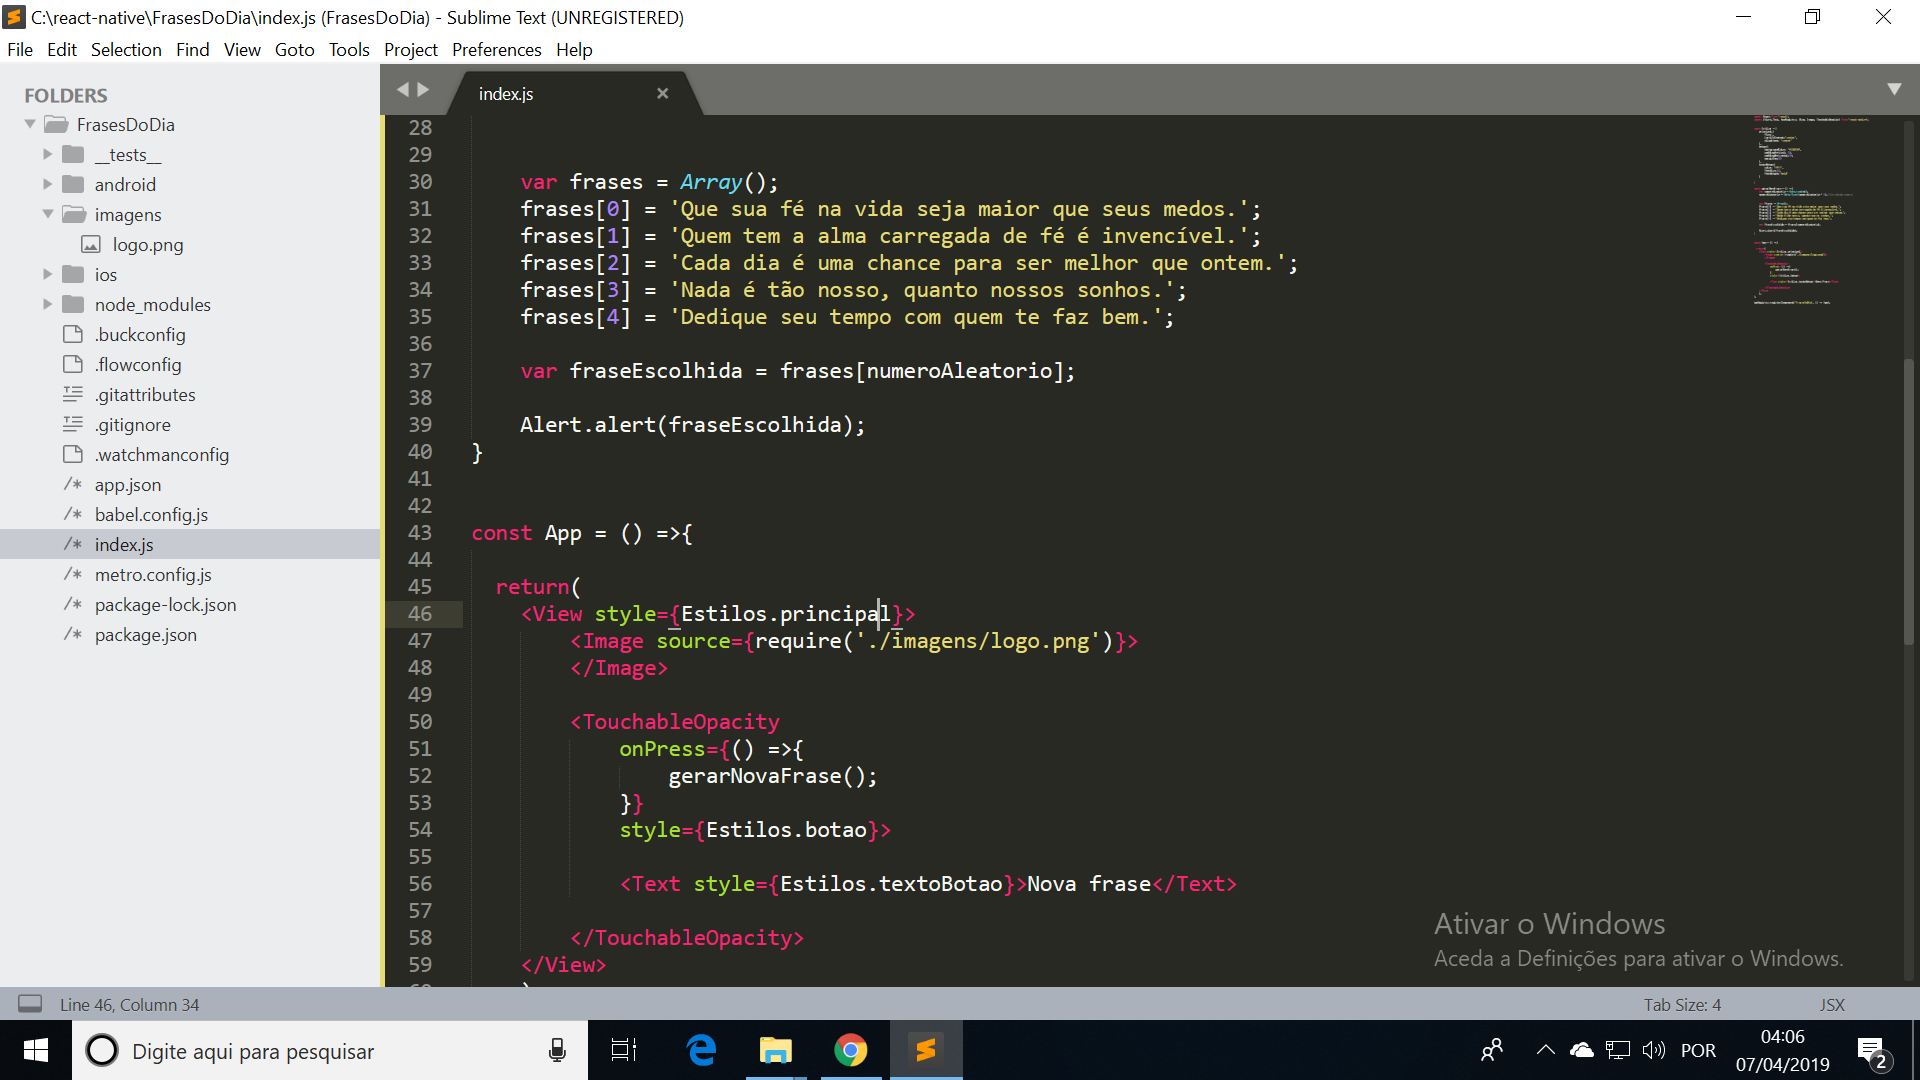 C:\react-native\FrasesDoDia\index.js (FrasesDoDia) - Sublime Text (UNREGISTERED)
File Edit Selection Find View Goto Tools Project Preferences Help
FOLDERS
FrasesDoDia
__tests__
android
imagens
logo.png
ios
node_modules
.buckconfig
.flowconfig
.gitattributes
.gitignore
.watchmanconfig
/* app.json
/* babel.config.js
/* index.js
/* metro.config.js
/* package-lock.json
/* package.json
index.js ×
28
29
30 var frases = Array();
31 frases[0] = 'Que sua fé na vida seja maior que seus medos.';
32 frases[1] = 'Quem tem a alma carregada de fé é invencível.';
33 frases[2] = 'Cada dia é uma chance para ser melhor que ontem.';
34 frases[3] = 'Nada é tão nosso, quanto nossos sonhos.';
35 frases[4] = 'Dedique seu tempo com quem te faz bem.';
36
37 var fraseEscolhida = frases[numeroAleatorio];
38
39 Alert.alert(fraseEscolhida);
40 }
41
42
43 const App = () =>{
44
45 return(
46 <View style={Estilos.principal}>
47 <Image source={require('./imagens/logo.png')}>
48 </Image>
49
50 <TouchableOpacity
51 onPress={() =>{
52 gerarNovaFrase();
53 }}
54 style={Estilos.botao}>
55
56 <Text style={Estilos.textoBotao}>Nova frase</Text>
57
58 </TouchableOpacity>
59 </View>
Ativar o Windows
Aceda a Definições para ativar o Windows.
Line 46, Column 34
Tab Size: 4
JSX
Digite aqui para pesquisar
POR
04:06
07/04/2019
2